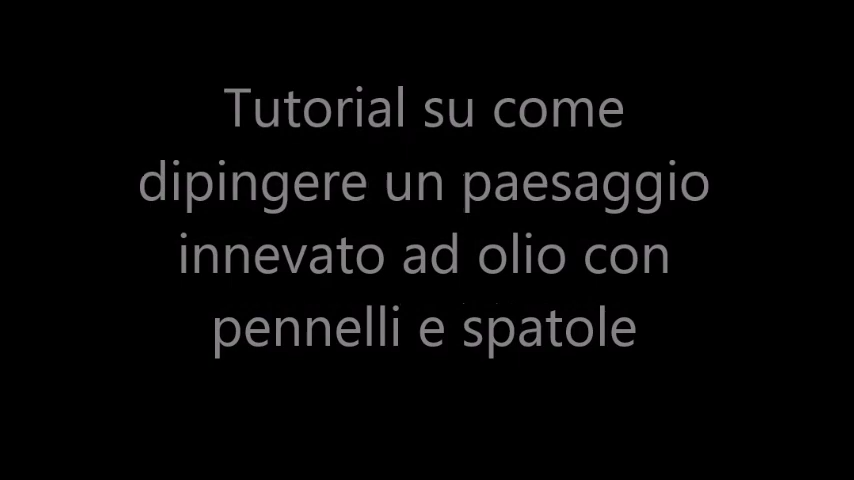 Tutorial su come
dipingere un paesaggio
innevato ad olio con
pennelli e spatole